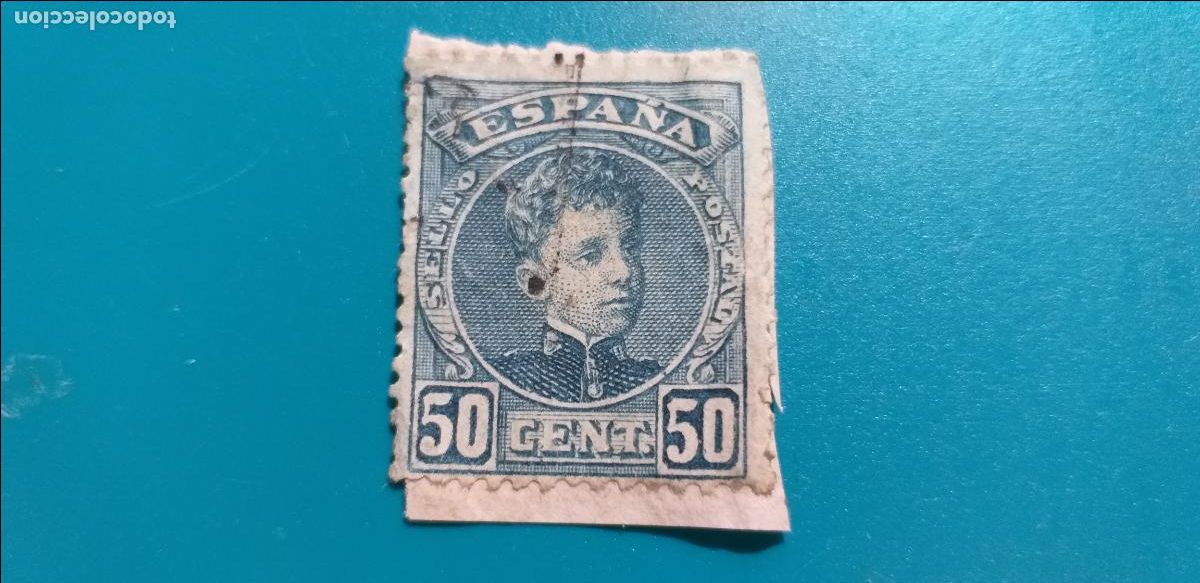 todocoleccion
ESPAÑA
SELLO POSTAL
50 CENT. 50